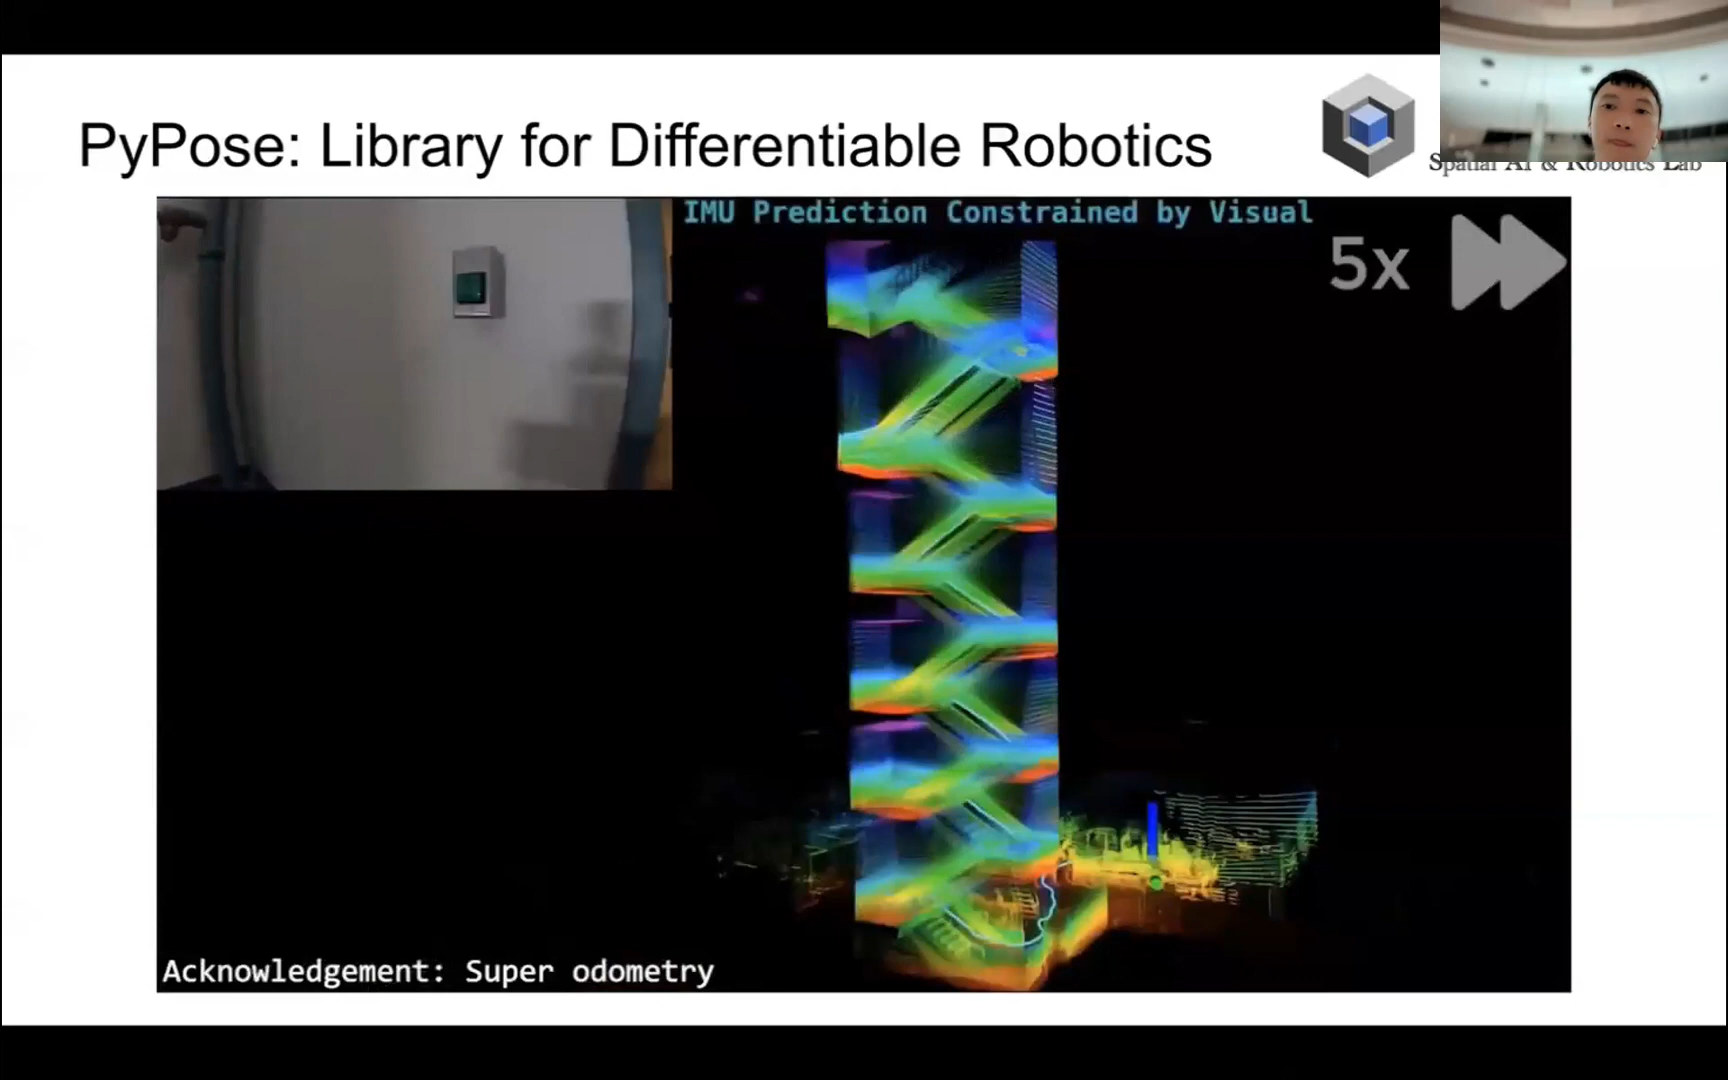 PyPose: Library for Differentiable Robotics
Spatial AI & Robotics Lab
IMU Prediction Constrained by Visual
5x
Acknowledgement: Super odometry